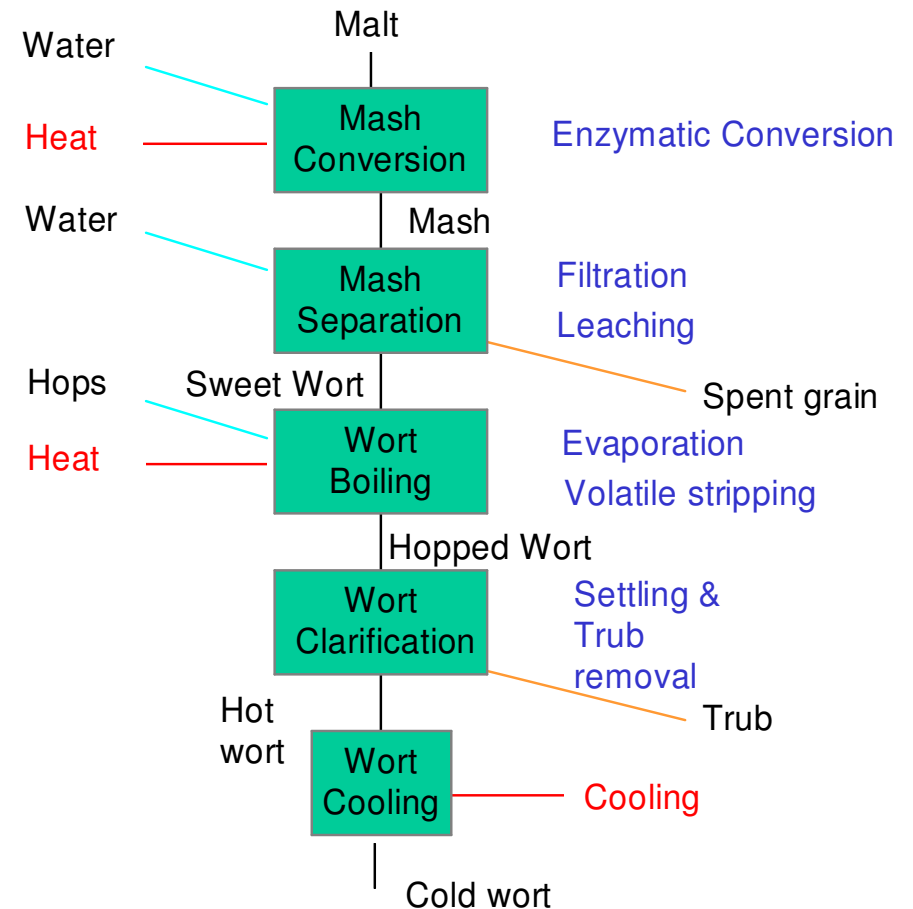 Malt
Water
Heat
Mash
Conversion
Enzymatic Conversion
Water
Mash
Mash
Separation
Filtration
Leaching
Hops
Sweet Wort
Spent grain
Heat
Wort
Boiling
Evaporation
Volatile stripping
Hopped Wort
Wort
Clarification
Settling &
Trub
removal
Hot
wort
Trub
Wort
Cooling
Cooling
Cold wort